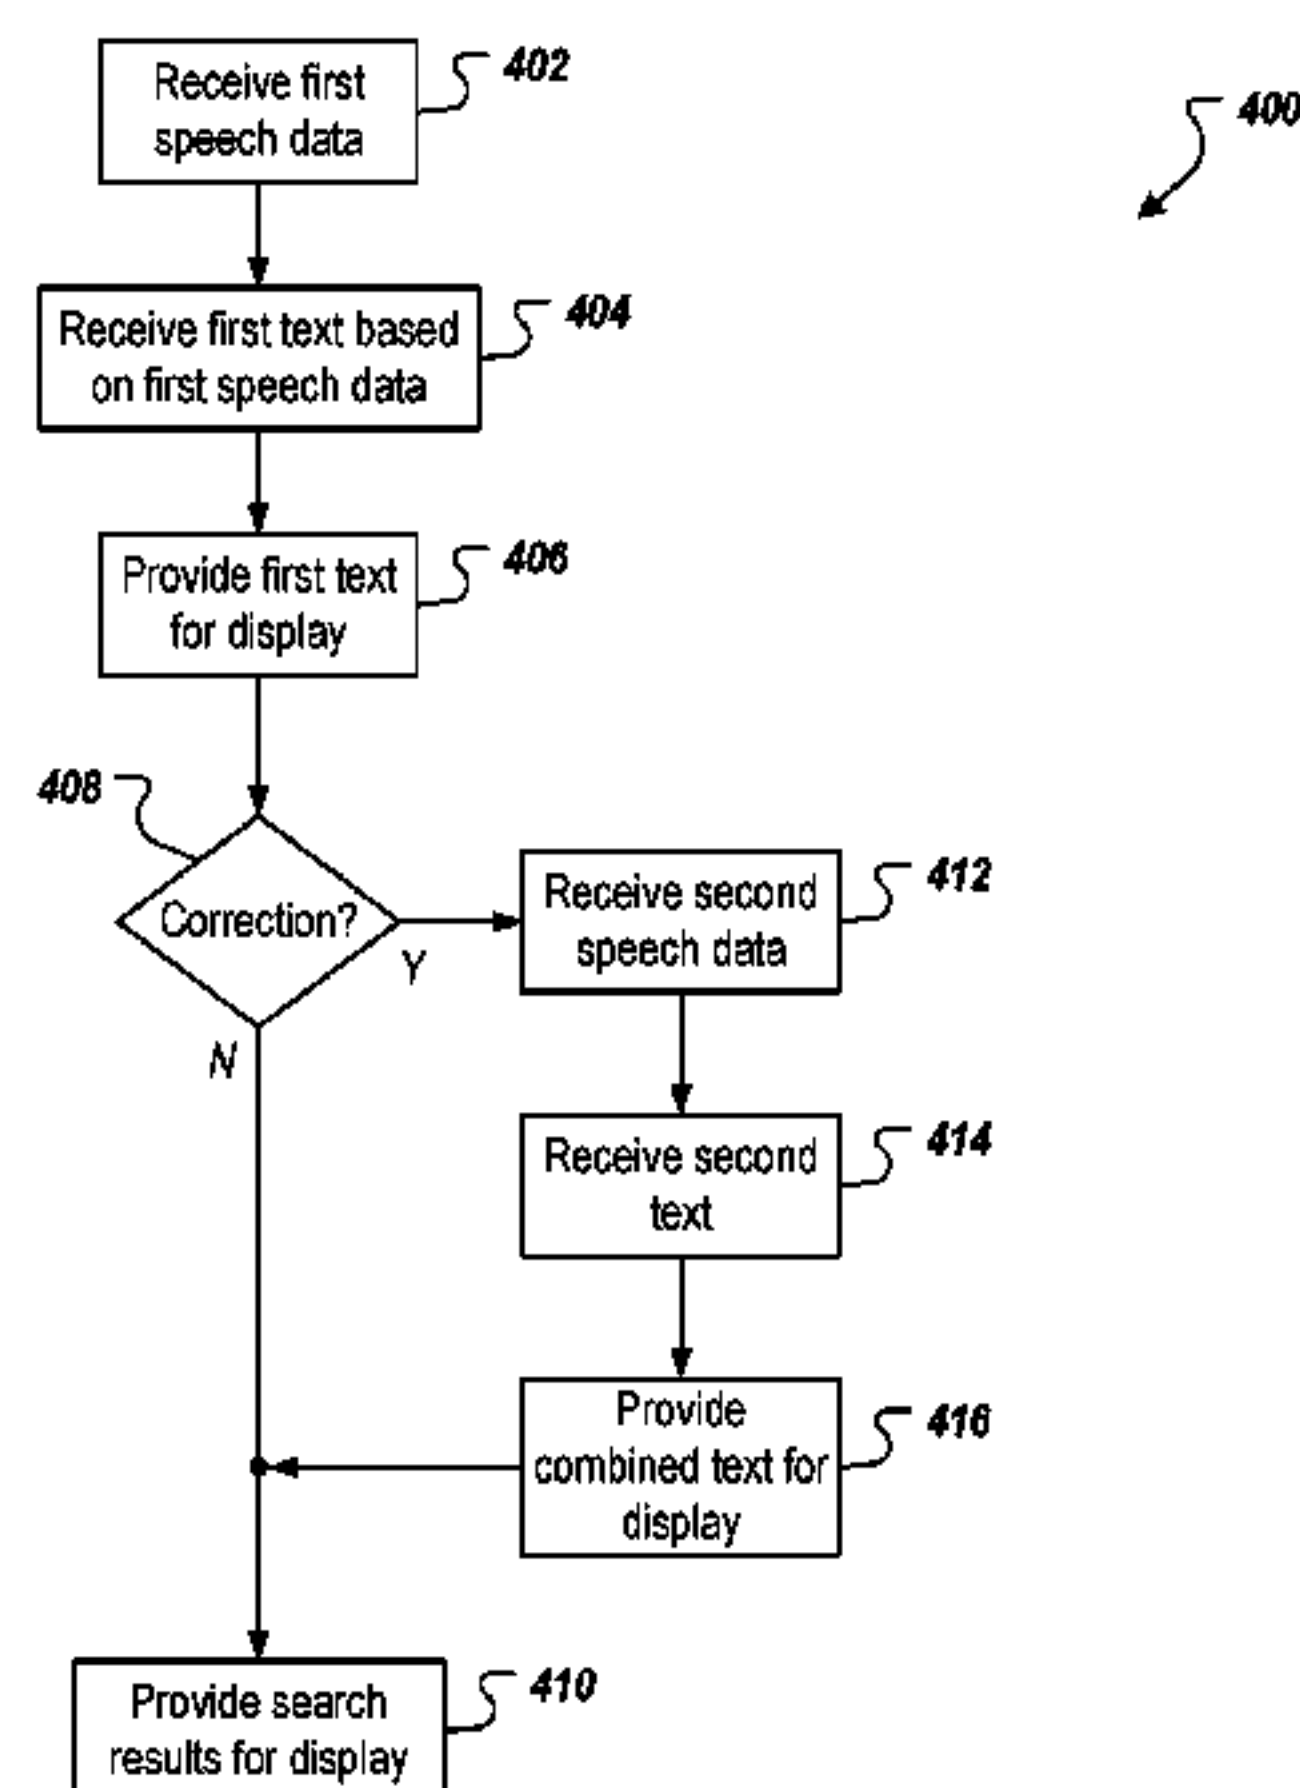 Receive first
speech data
402
400
Receive first text based
on first speech data
404
Provide first text
for display
406
408
Correction?
Y
N
Receive second
speech data
412
Receive second
text
414
Provide
combined text for
display
416
Provide search
results for display
410